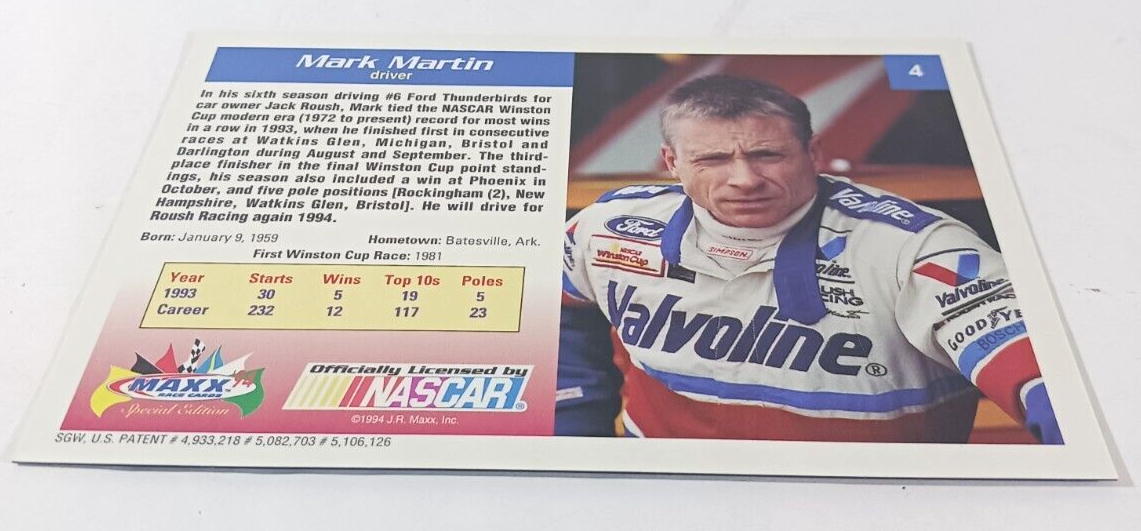 Mark Martin
driver
4
In his sixth season driving #6 Ford Thunderbirds for
car owner Jack Roush, Mark tied the NASCAR Winston
Cup modern era (1972 to present) record for most wins
in a row in 1993, when he finished first in consecutive
races at Watkins Glen, Michigan, Bristol and
Darlington during August and September. The third-
place finisher in the final Winston Cup point stand-
ings, his season also included a win at Phoenix in
October, and five pole positions [Rockingham (2), New
Hampshire, Watkins Glen, Bristol]. He will drive for
Roush Racing again 1994.
Born: January 9, 1959 Hometown: Batesville, Ark.
First Winston Cup Race: 1981
Year Starts Wins Top 10s Poles
1993 30 5 19 5
Career 232 12 117 23
MAXX '94
RACE CARDS
Special Edition
Officially Licensed by
NASCAR®
©1994 J.R. Maxx, Inc.
SGW, U.S. PATENT # 4,933,218 # 5,082,703 # 5,106,126
Valvoline
Ford
NASCAR
Winston Cup
SIMPSON
Valvoline®
Valvoline
GOODYE
BOSCH